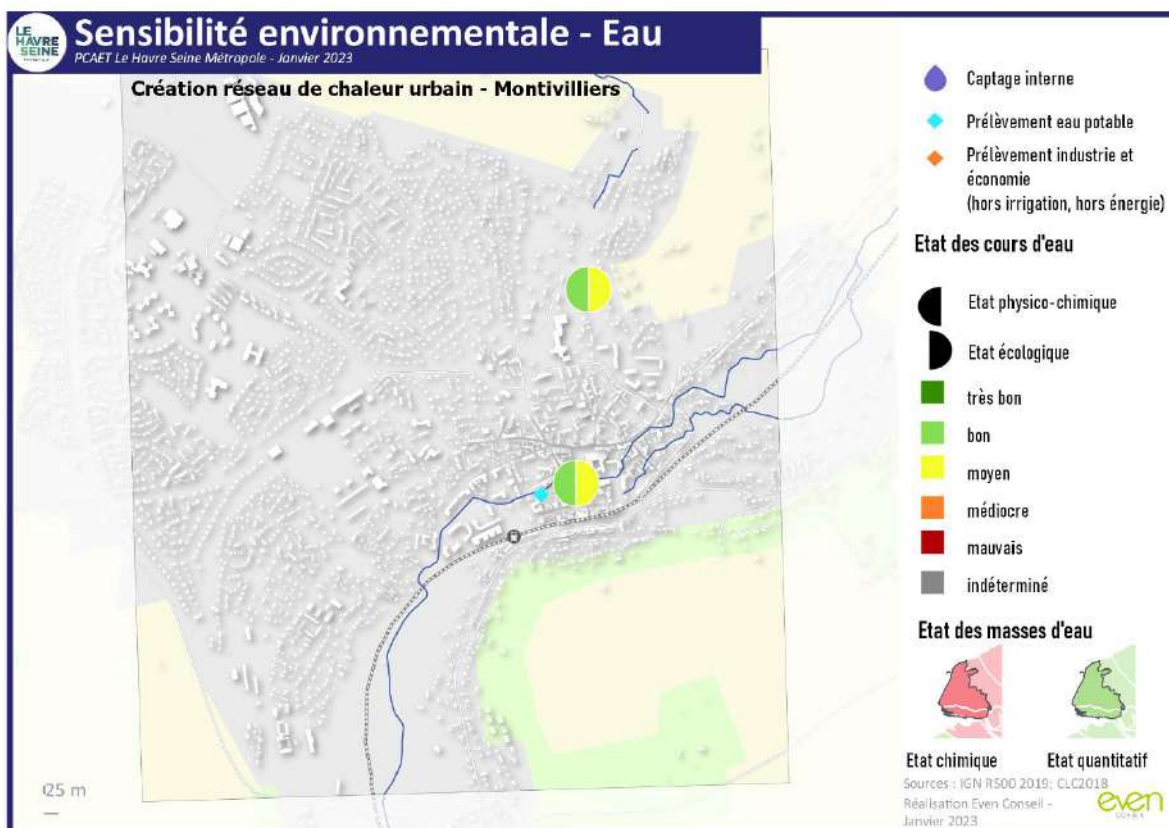 LE
HAVRE
SEINE
Sensibilité environnementale - Eau
PCAET Le Havre Seine Métropole - Janvier 2023
Création réseau de chaleur urbain - Montivilliers
Captage interne
Prélèvement eau potable
Prélèvement industrie et
économie
(hors irrigation, hors énergie)
Etat des cours d'eau
Etat physico-chimique
Etat écologique
très bon
bon
moyen
médiocre
mauvais
indéterminé
Etat des masses d'eau
Etat chimique
Etat quantitatif
Sources : IGN R500 2019; CLC2018
Réalisation Even Conseil -
Janvier 2023
even
25 m